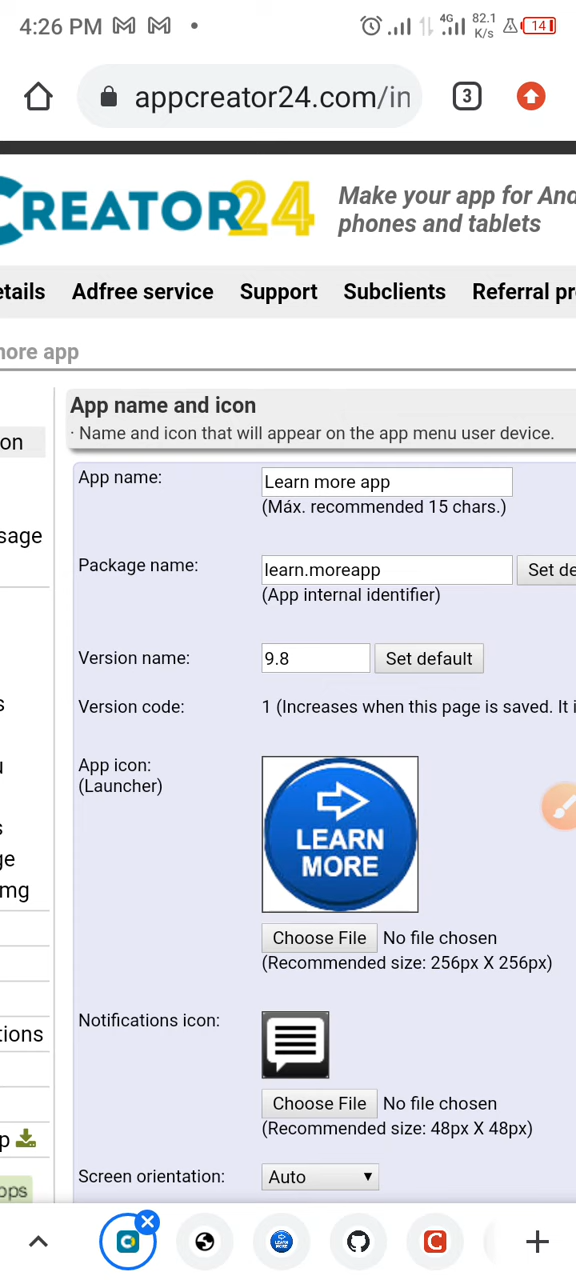 4:26 PM 4G 82.1 K/s 14
appcreator24.com/in 3
CREATOR24 Make your app for And
phones and tablets
etails Adfree service Support Subclients Referral pr
more app
App name and icon
· Name and icon that will appear on the app menu user device.
on
App name: Learn more app
(Máx. recommended 15 chars.)
sage
Package name: learn.moreapp Set de
(App internal identifier)
Version name: 9.8 Set default
s
Version code: 1 (Increases when this page is saved. It i
u
App icon:
(Launcher)
LEARN
MORE
s
ge
mg
Choose File No file chosen
(Recommended size: 256px X 256px)
Notifications icon:
tions
Choose File No file chosen
(Recommended size: 48px X 48px)
p
Screen orientation: Auto
pps
LEARN MORE